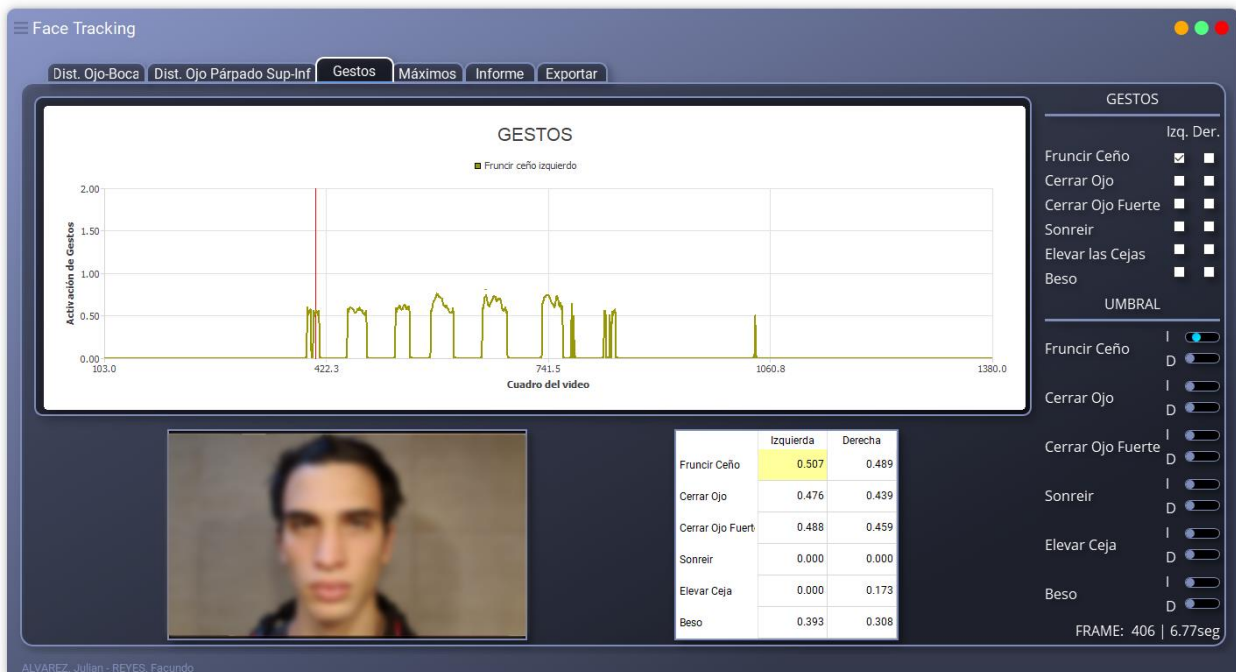 Face Tracking
Dist. Ojo-Boca Dist. Ojo Párpado Sup-Inf Gestos Máximos Informe Exportar
GESTOS
Fruncir ceño izquierdo
Activación de Gestos
2.00
1.50
1.00
0.50
0.00
103.0 422.3 741.5 1060.8 1380.0
Cuadro del video
GESTOS
Izq. Der.
Fruncir Ceño
Cerrar Ojo
Cerrar Ojo Fuerte
Sonreir
Elevar las Cejas
Beso
UMBRAL
Fruncir Ceño I D
Cerrar Ojo I D
Cerrar Ojo Fuerte I D
Sonreir I D
Elevar Ceja I D
Beso I D
Izquierda Derecha
Fruncir Ceño 0.507 0.489
Cerrar Ojo 0.476 0.439
Cerrar Ojo Fuert 0.488 0.459
Sonreir 0.000 0.000
Elevar Ceja 0.000 0.173
Beso 0.393 0.308
FRAME: 406 | 6.77seg
ALVAREZ, Julian - REYES, Facundo